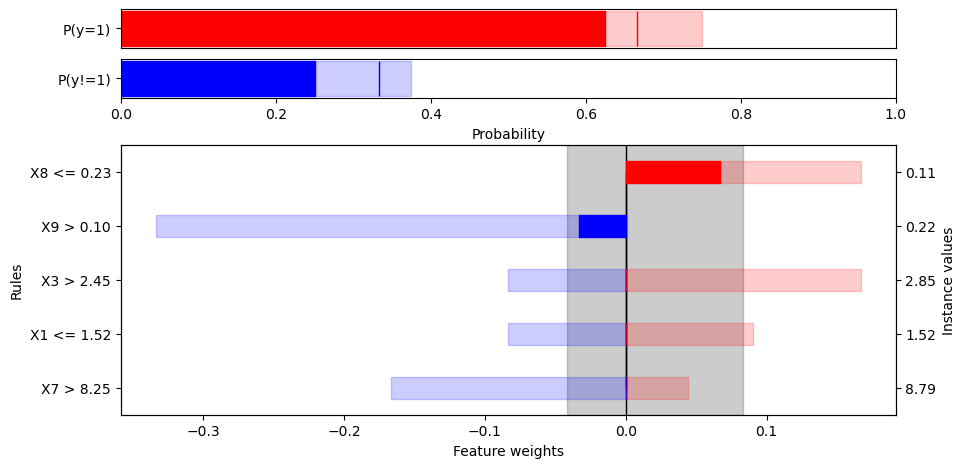 P(y=1)
P(y!=1)
0.0 0.2 0.4 0.6 0.8 1.0
Probability
X8 <= 0.23 0.11
X9 > 0.10 0.22
X3 > 2.45 2.85
X1 <= 1.52 1.52
X7 > 8.25 8.79
Rules
Instance values
−0.3 −0.2 −0.1 0.0 0.1
Feature weights